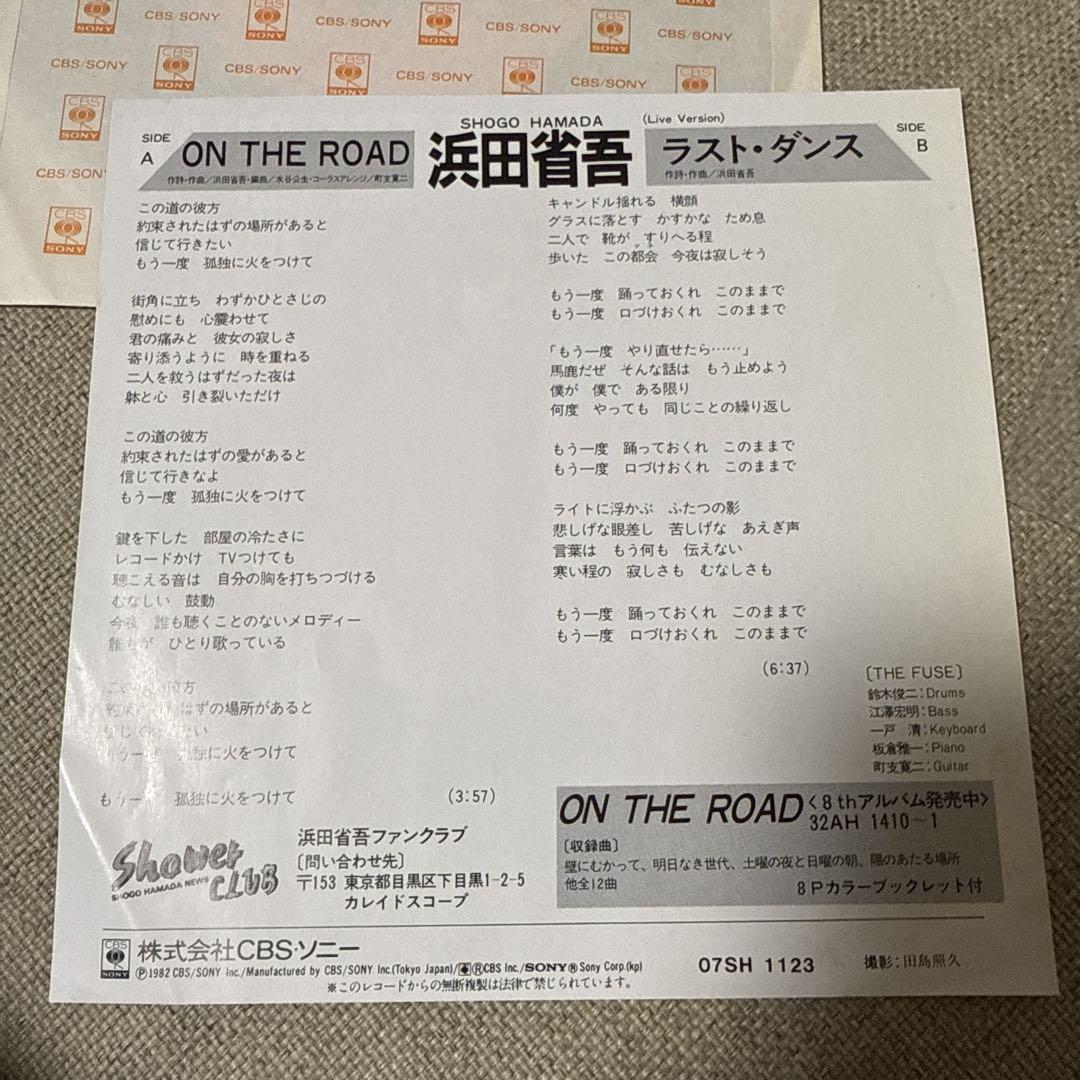 CBS SONY
CBS/SONY
SHOGO HAMADA
(Live Version)
SIDE A
ON THE ROAD
浜田省吾
ラスト・ダンス
SIDE B
作詩・作曲/浜田省吾・編曲/水谷公生・コーラスアレンジ/町支寛二
作詩・作曲/浜田省吾
この道の彼方
約束されたはずの場所があると
信じて行きたい
もう一度 孤独に火をつけて
街角に立ち わずかひとさじの
慰めにも 心震わせて
君の痛みと 彼女の寂しさ
寄り添うように 時を重ねる
二人を救うはずだった夜は
躰と心 引き裂いただけ
この道の彼方
約束されたはずの愛があると
信じて行きなよ
もう一度 孤独に火をつけて
鍵を下した 部屋の冷たさに
レコードかけ TVつけても
聴こえる音は 自分の胸を打ちつづける
むなしい 鼓動
今夜 誰も聴くことのないメロディー
誰もが ひとり歌っている
この 彼方
約束されたはずの場所があると
もう一 孤独に火をつけて
もう一 孤独に火をつけて
(3:57)
キャンドル揺れる 横顔
グラスに落とす かすかな ため息
二人で 靴が すりへる程
歩いた この都会 今夜は寂しそう
もう一度 踊っておくれ このままで
もう一度 口づけおくれ このままで
「もう一度 やり直せたら……」
馬鹿だぜ そんな話は もう止めよう
僕が 僕で ある限り
何度 やっても 同じことの繰り返し
もう一度 踊っておくれ このままで
もう一度 口づけおくれ このままで
ライトに浮かぶ ふたつの影
悲しげな眼差し 苦しげな あえぎ声
言葉は もう何も 伝えない
寒い程の 寂しさも むなしさも
もう一度 踊っておくれ このままで
もう一度 口づけおくれ このままで
(6:37)
〔THE FUSE〕
鈴木俊二:Drums
江澤宏明:Bass
一戸 清:Keyboard
板倉雅一:Piano
町支寛二:Guitar
Shower CLUB
SHOGO HAMADA NEWS
浜田省吾ファンクラブ
〔問い合わせ先〕
〒153 東京都目黒区下目黒1-2-5
カレイドスコープ
ON THE ROAD〈8thアルバム発売中〉
32AH 1410~1
〔収録曲〕
壁にむかって、明日なき世代、土曜の夜と日曜の朝、陽のあたる場所
他全12曲
8Pカラーブックレット付
CBS SONY
株式会社CBS・ソニー
℗1982 CBS/SONY Inc./Manufactured by CBS/SONY Inc.(Tokyo Japan)/®CBS Inc./SONY® Sony Corp.(kp)
※このレコードからの無断複製は法律で禁じられています。
07SH 1123
撮影:田島照久